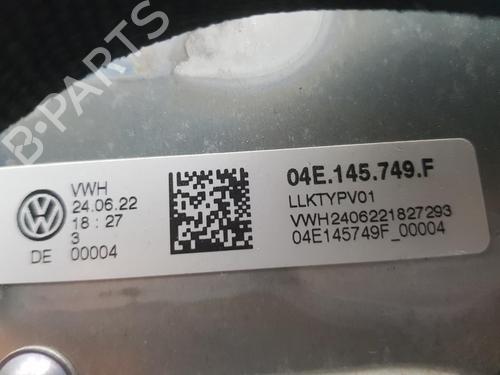 B-PARTS
VWH
24.06.22
18:27
3
DE 00004
04E.145.749.F
LLKTYPV01
VWH2406221827293
04E145749F_00004